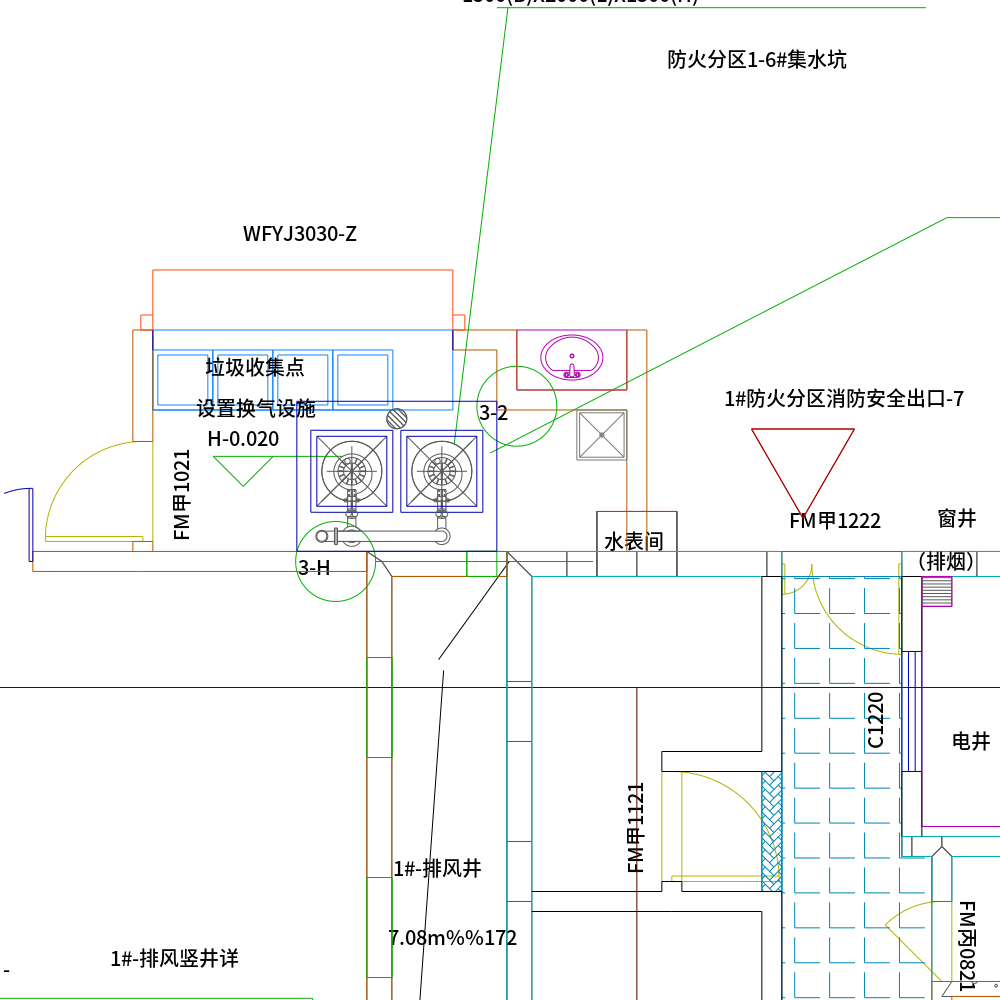 防火分区1-6#集水坑
WFYJ3030-Z
垃圾收集点
设置换气设施
H-0.020
3-2
1#防火分区消防安全出口-7
FM甲1021
FM甲1222
窗井
(排烟)
水表间
3-H
C1220
电井
FM甲1121
1#-排风井
7.08m%%172
FM丙0821
1#-排风竖井详
-